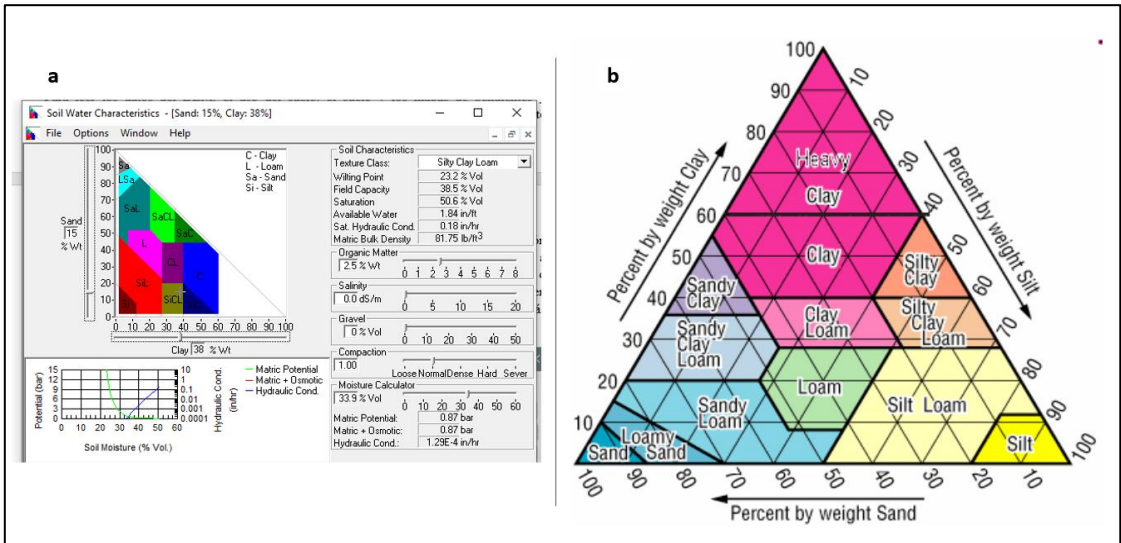 a
Soil Water Characteristics - [Sand: 15%, Clay: 38%]
File Options Window Help
100
90
80
70
60
50
40
30
20
10
0
Sand
15
% Wt
Sa
LSa
SaL
SaCL
SaC
L
CL
C
SiL
SiCL
C - Clay
L - Loam
Sa - Sand
Si - Silt
0 10 20 30 40 50 60 70 80 90 100
Clay 38 % Wt
Soil Characteristics
Texture Class: Silty Clay Loam
Wilting Point 23.2 % Vol
Field Capacity 38.5 % Vol
Saturation 50.6 % Vol
Available Water 1.84 in/ft
Sat. Hydraulic Cond. 0.18 in/hr
Matric Bulk Density 81.75 lb/ft3
Organic Matter
2.5 % Wt 0 1 2 3 4 5 6 7 8
Salinity
0.0 dS/m 0 5 10 15 20
Gravel
0 % Vol 0 10 20 30 40 50
Compaction
1.00
Loose Normal Dense Hard Sever
Moisture Calculator
33.9 % Vol 0 10 20 30 40 50 60
Matric Potential: 0.87 bar
Matric + Osmotic: 0.87 bar
Hydraulic Cond.: 1.29E-4 in/hr
Potential (bar)
15
12
9
6
3
0
10
1
0.1
0.01
0.001
0.0001
Hydraulic Cond.
(in/hr)
0 10 20 30 40 50 60
Soil Moisture (% Vol.)
Matric Potential
Matric + Osmotic
Hydraulic Cond.
b
100
90
80
70
60
50
40
30
20
10
Percent by weight Clay
10
20
30
40
50
60
70
80
90
100
Percent by weight Silt
Heavy
Clay
Clay
Silty
Clay
Sandy
Clay
Clay
Loam
Silty
Clay
Loam
Sandy
Clay
Loam
Loam
Silt Loam
Sandy
Loam
Loamy
Sand
Sand
Silt
100 90 80 70 60 50 40 30 20 10
Percent by weight Sand